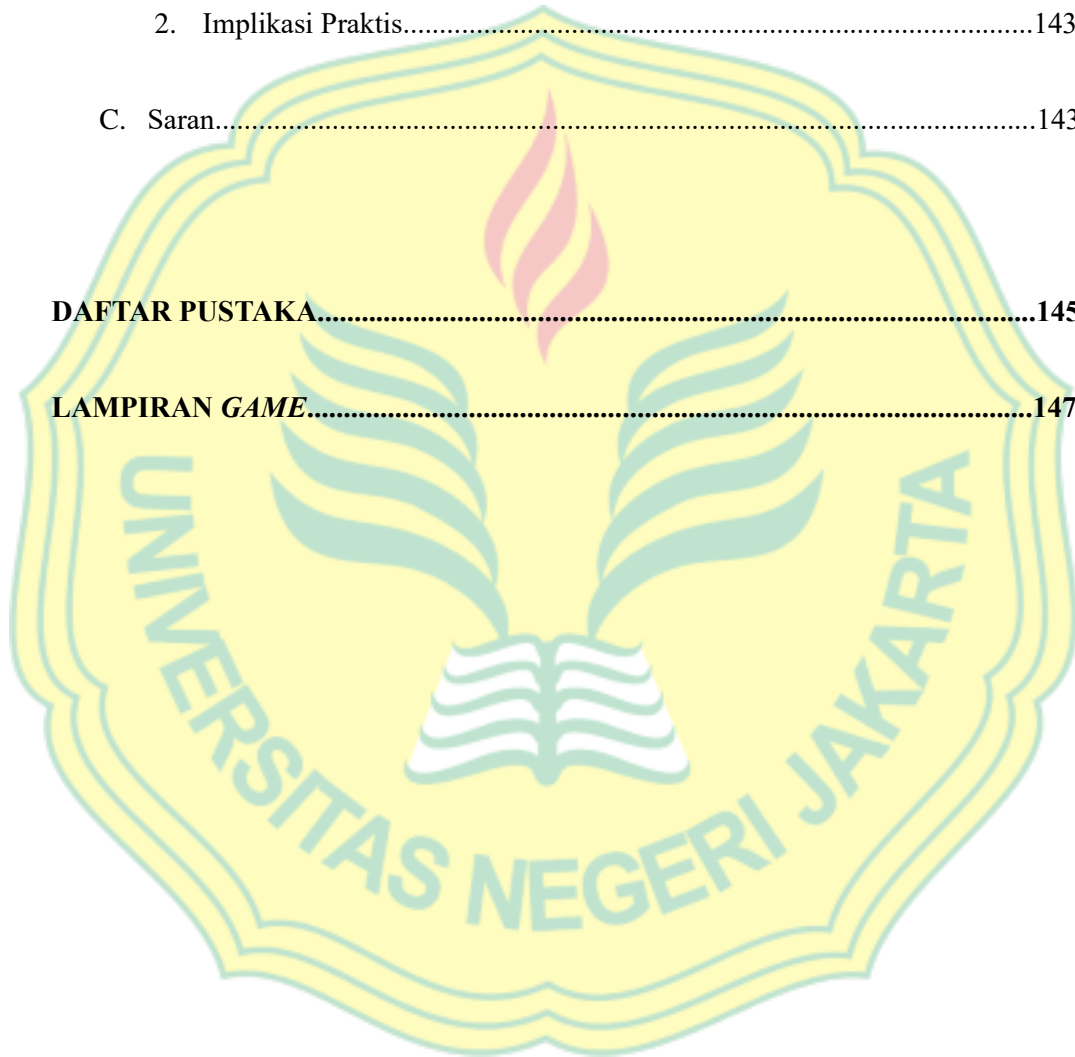 2. Implikasi Praktis..........................................................................................143
C. Saran....................................................................................................................143
DAFTAR PUSTAKA.....................................................................................................145
LAMPIRAN GAME.......................................................................................................147
UNIVERSITAS NEGERI JAKARTA